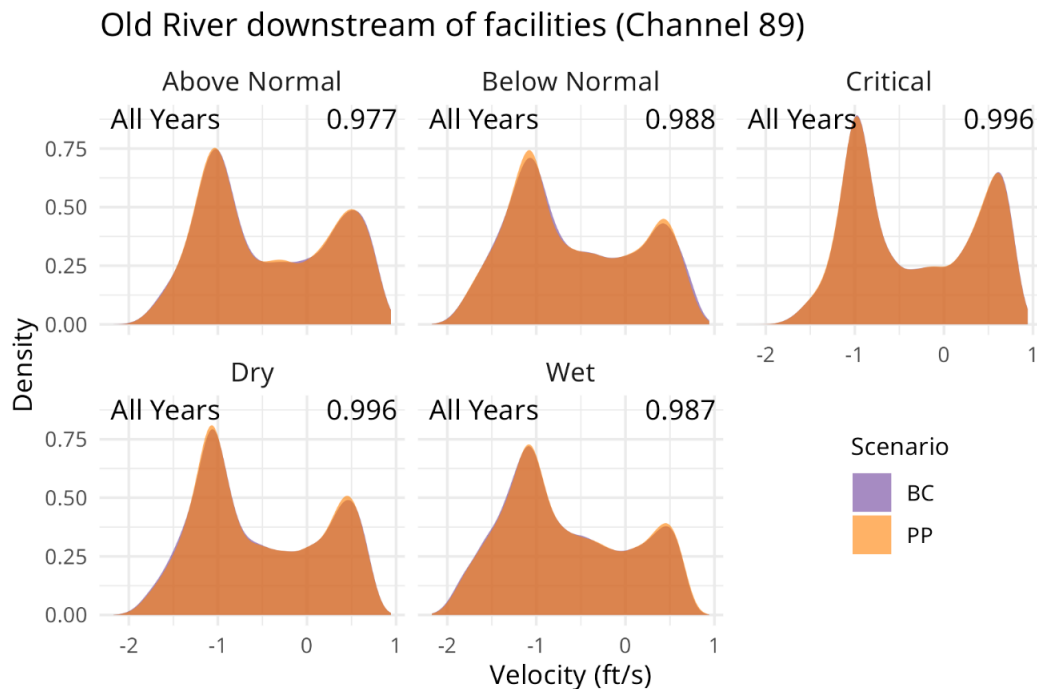 Old River downstream of facilities (Channel 89)
Above Normal
Below Normal
Critical
All Years 0.977
All Years 0.988
All Years 0.996
0.75
0.50
0.25
0.00
-2 -1 0 1
Dry
Wet
All Years 0.996
All Years 0.987
0.75
0.50
0.25
0.00
-2 -1 0 1
-2 -1 0 1
Density
Velocity (ft/s)
Scenario
BC
PP